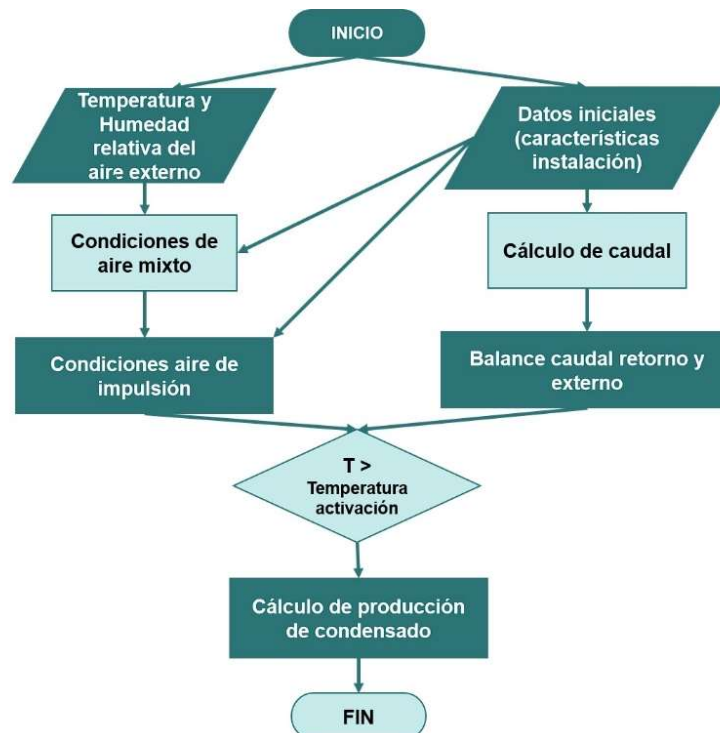 INICIO
Temperatura y
Humedad
relativa del
aire externo
Datos iniciales
(características
instalación)
Condiciones de
aire mixto
Cálculo de caudal
Condiciones aire de
impulsión
Balance caudal retorno y
externo
T >
Temperatura
activación
Cálculo de producción
de condensado
FIN